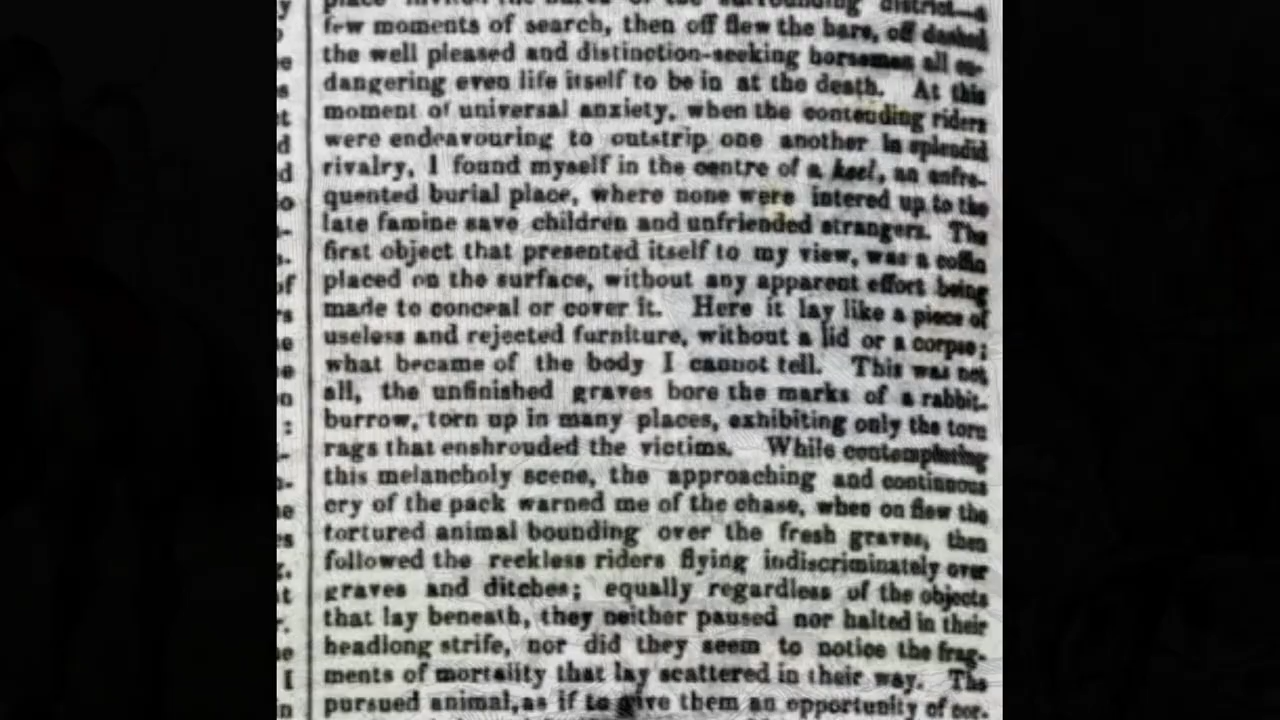 few moments of search, then off flew the hare, off dashed
the well pleased and distinction-seeking horsemen all en-
dangering even life itself to be in at the death. At this
moment of universal anxiety, when the contending riders
were endeavouring to outstrip one another in splendid
rivalry, I found myself in the centre of a keel, an unfre-
quented burial place, where none were intered up to the
late famine save children and unfriended strangers. The
first object that presented itself to my view, was a coffin
placed on the surface, without any apparent effort being
made to conceal or cover it. Here it lay like a piece of
useless and rejected furniture, without a lid or a corpse;
what became of the body I cannot tell. This was not
all, the unfinished graves bore the marks of a rabbit-
burrow, torn up in many places, exhibiting only the torn
rags that enshrouded the victims. While contemplating
this melancholy scene, the approaching and continuous
cry of the pack warned me of the chase, when on flew the
tortured animal bounding over the fresh graves, then
followed the reckless riders flying indiscriminately over
graves and ditches; equally regardless of the objects
that lay beneath, they neither paused nor halted in their
headlong strife, nor did they seem to notice the frag-
ments of mortality that lay scattered in their way. The
pursued animal, as if to give them an opportunity of